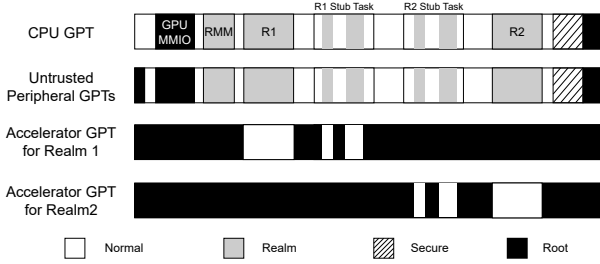 R1 Stub Task R2 Stub Task
CPU GPT
GPU
MMIO
RMM
R1
R2
Untrusted
Peripheral GPTs
Accelerator GPT
for Realm 1
Accelerator GPT
for Realm2
Normal Realm Secure Root